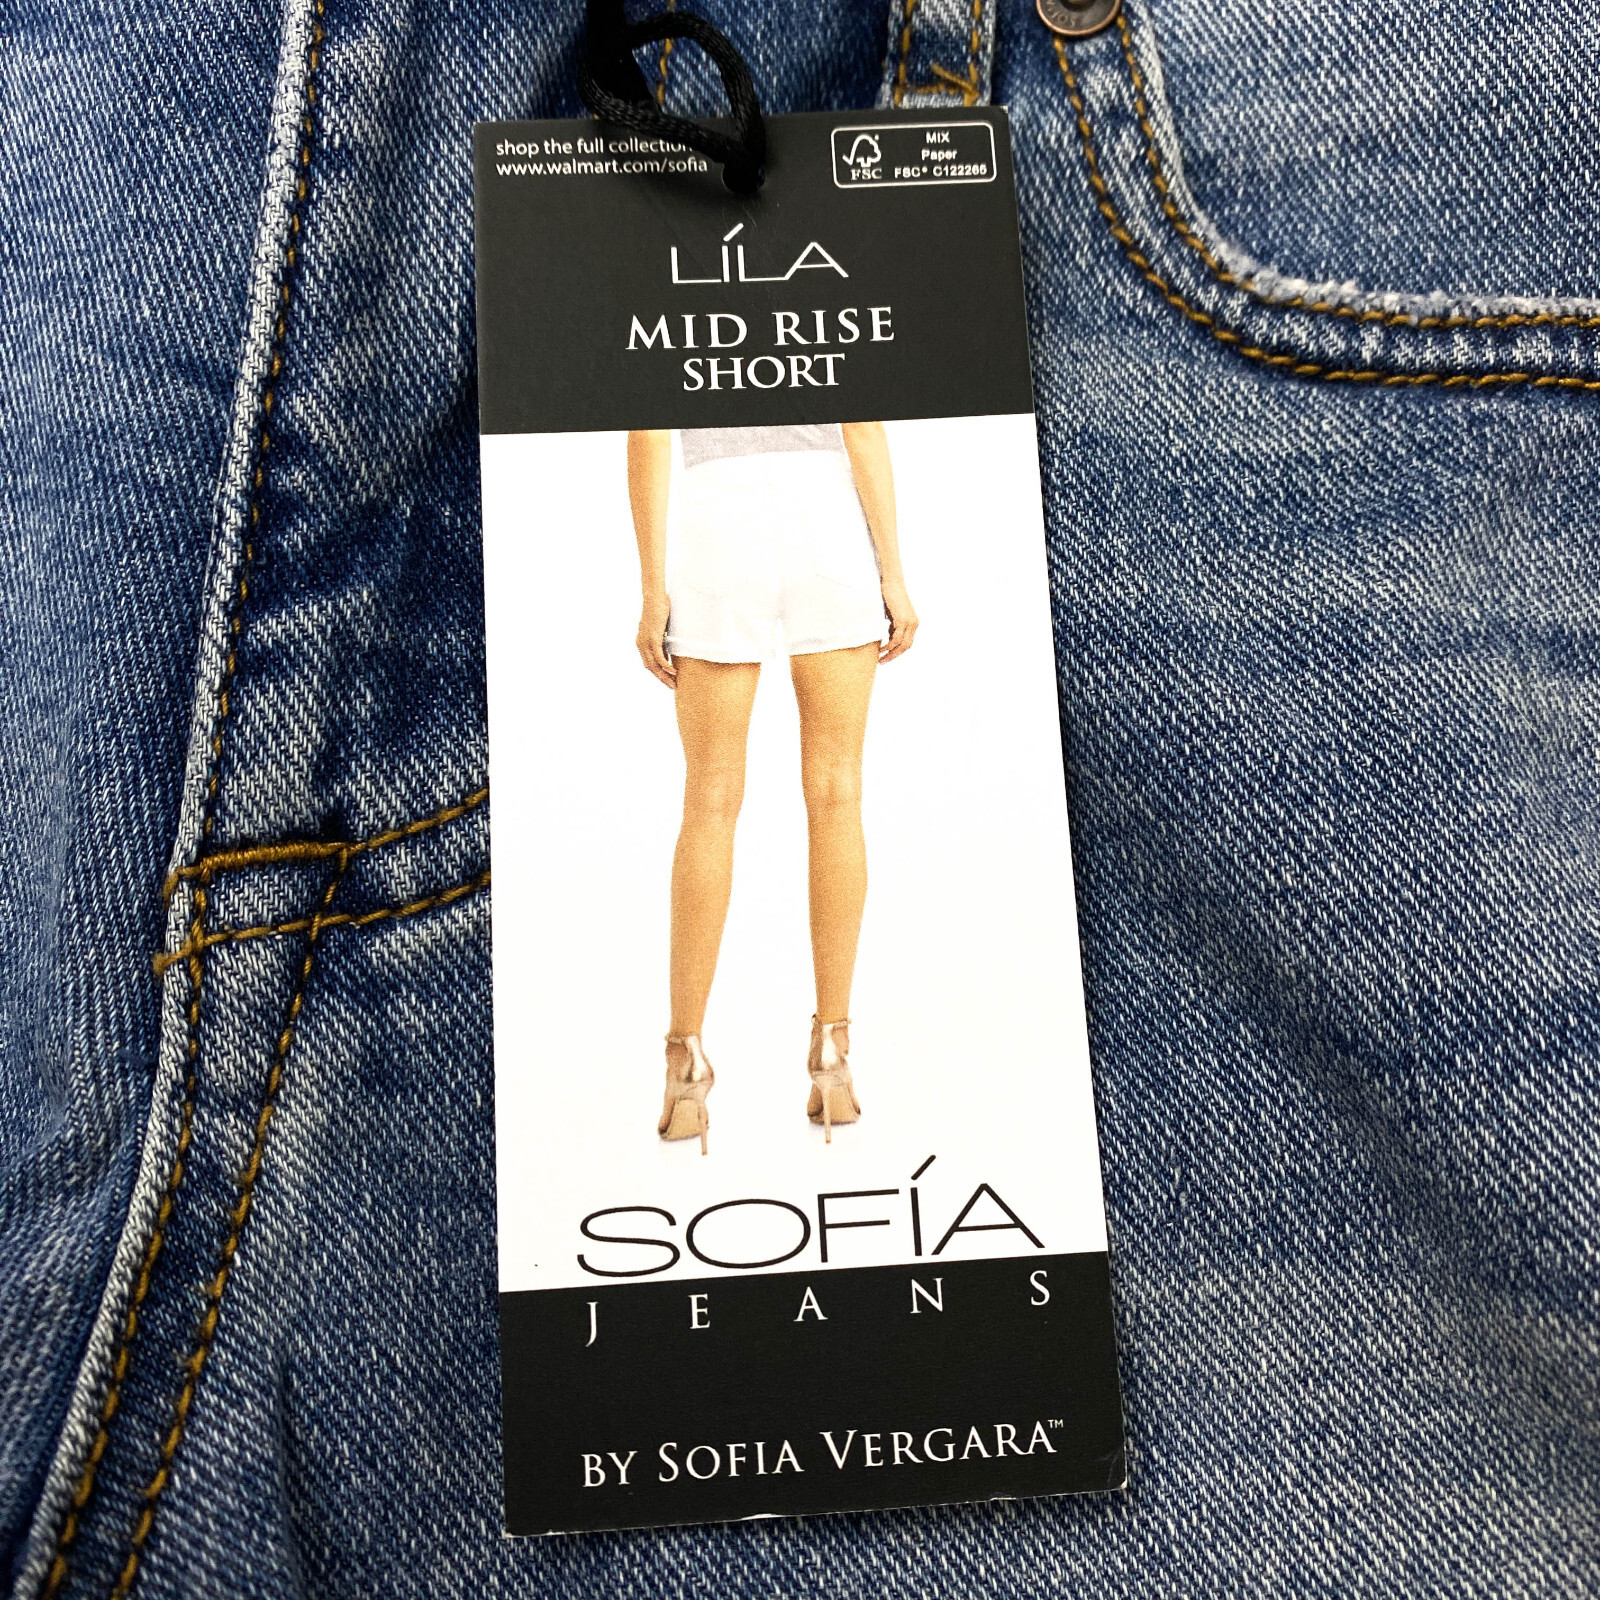 shop the full collection
www.walmart.com/sofia
MIX
Paper
FSC
FSC® C122265
LÍLA
MID RISE
SHORT
SOFÍA
JEANS
BY SOFIA VERGARA™